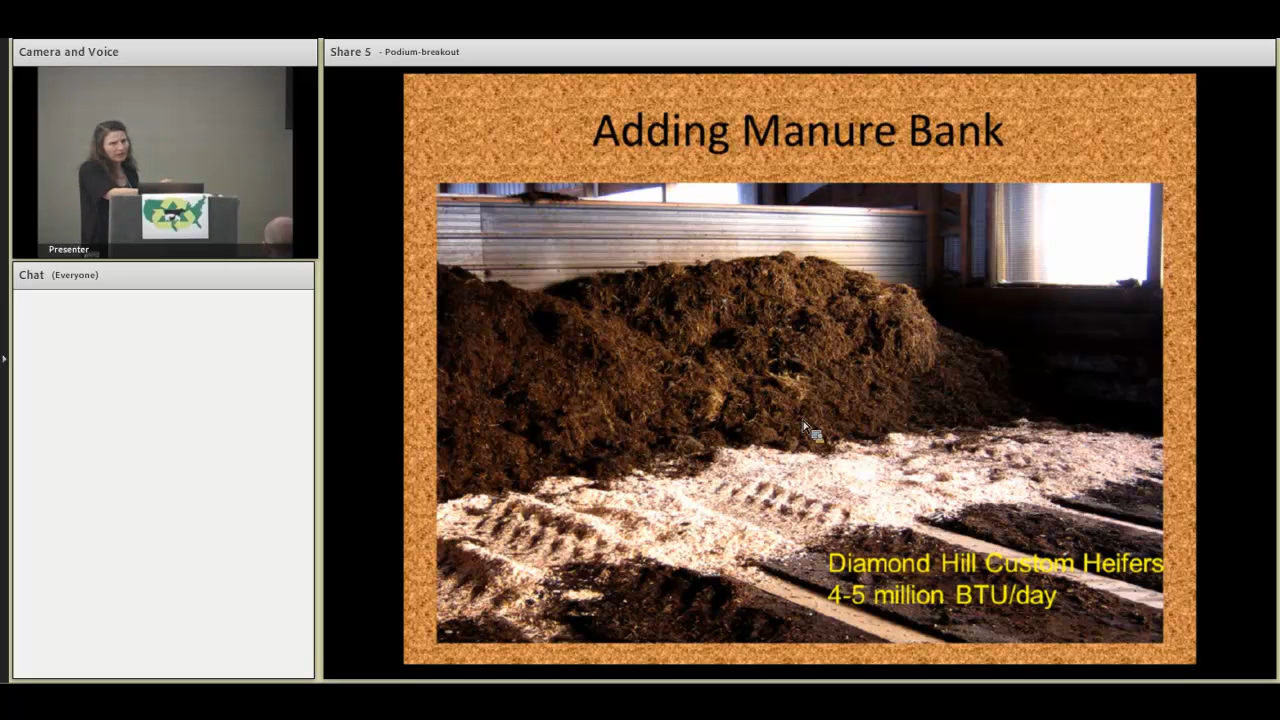 Camera and Voice
Share 5 - Podium-breakout
Presenter
Chat (Everyone)
Adding Manure Bank
Diamond Hill Custom Heifers
4-5 million BTU/day